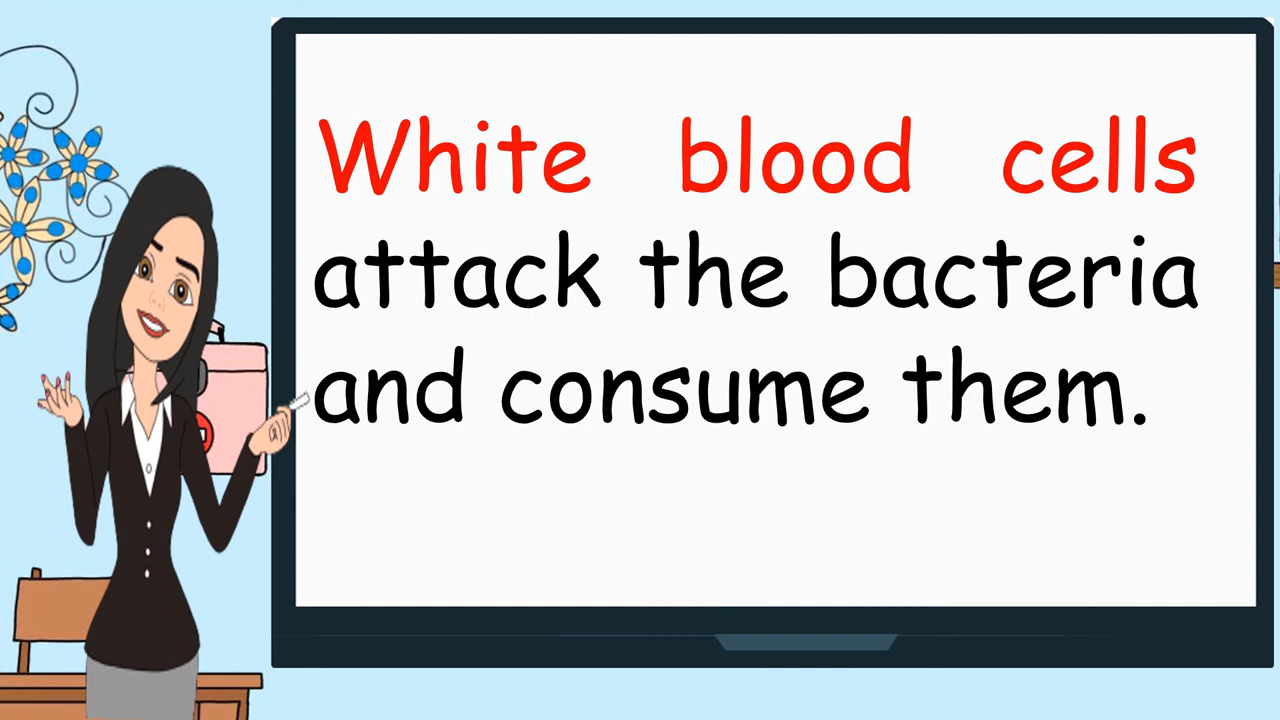 White blood cells
attack the bacteria
and consume them.